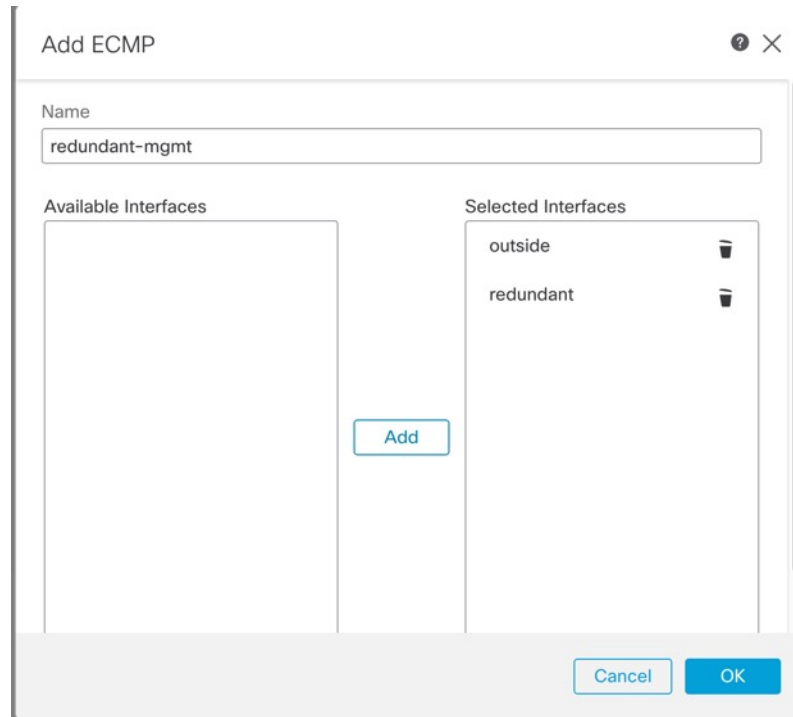 Add ECMP
Name
redundant-mgmt
Available Interfaces
Selected Interfaces
outside
redundant
Add
Cancel
OK